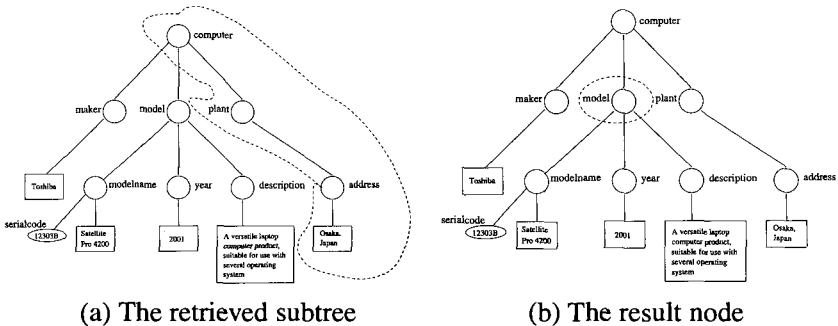 computer
maker
model
plant
Toshiba
modelname
year
description
address
serialcode
12303B
Satellite
Pro 4200
2001
A versatile laptop
computer product,
suitable for use with
several operating
system
Osaka,
Japan
(a) The retrieved subtree
computer
maker
model
plant
Toshiba
modelname
year
description
address
serialcode
12303B
Satellite
Pro 4200
2001
A versatile laptop
computer product,
suitable for use with
several operating
system
Osaka,
Japan
(b) The result node